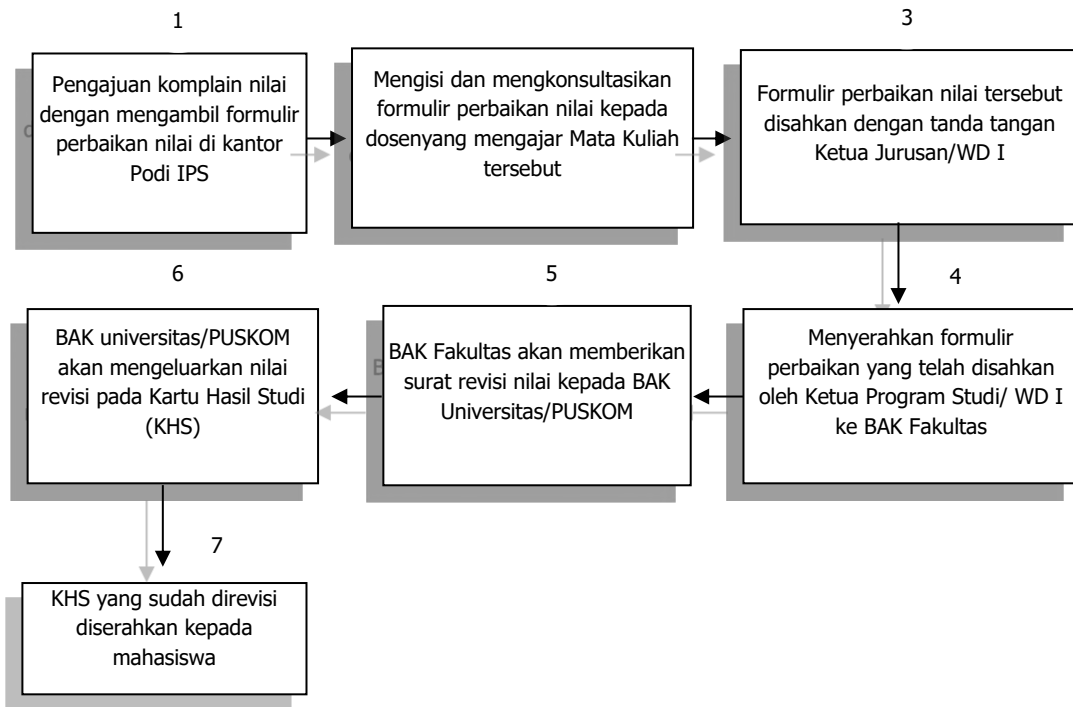 1
Pengajuan komplain nilai
dengan mengambil formulir
perbaikan nilai di kantor
Podi IPS
Mengisi dan mengkonsultasikan
formulir perbaikan nilai kepada
dosenyang mengajar Mata Kuliah
tersebut
3
Formulir perbaikan nilai tersebut
disahkan dengan tanda tangan
Ketua Jurusan/WD I
4
Menyerahkan formulir
perbaikan yang telah disahkan
oleh Ketua Program Studi/ WD I
ke BAK Fakultas
5
BAK Fakultas akan memberikan
surat revisi nilai kepada BAK
Universitas/PUSKOM
6
BAK universitas/PUSKOM
akan mengeluarkan nilai
revisi pada Kartu Hasil Studi
(KHS)
7
KHS yang sudah direvisi
diserahkan kepada
mahasiswa